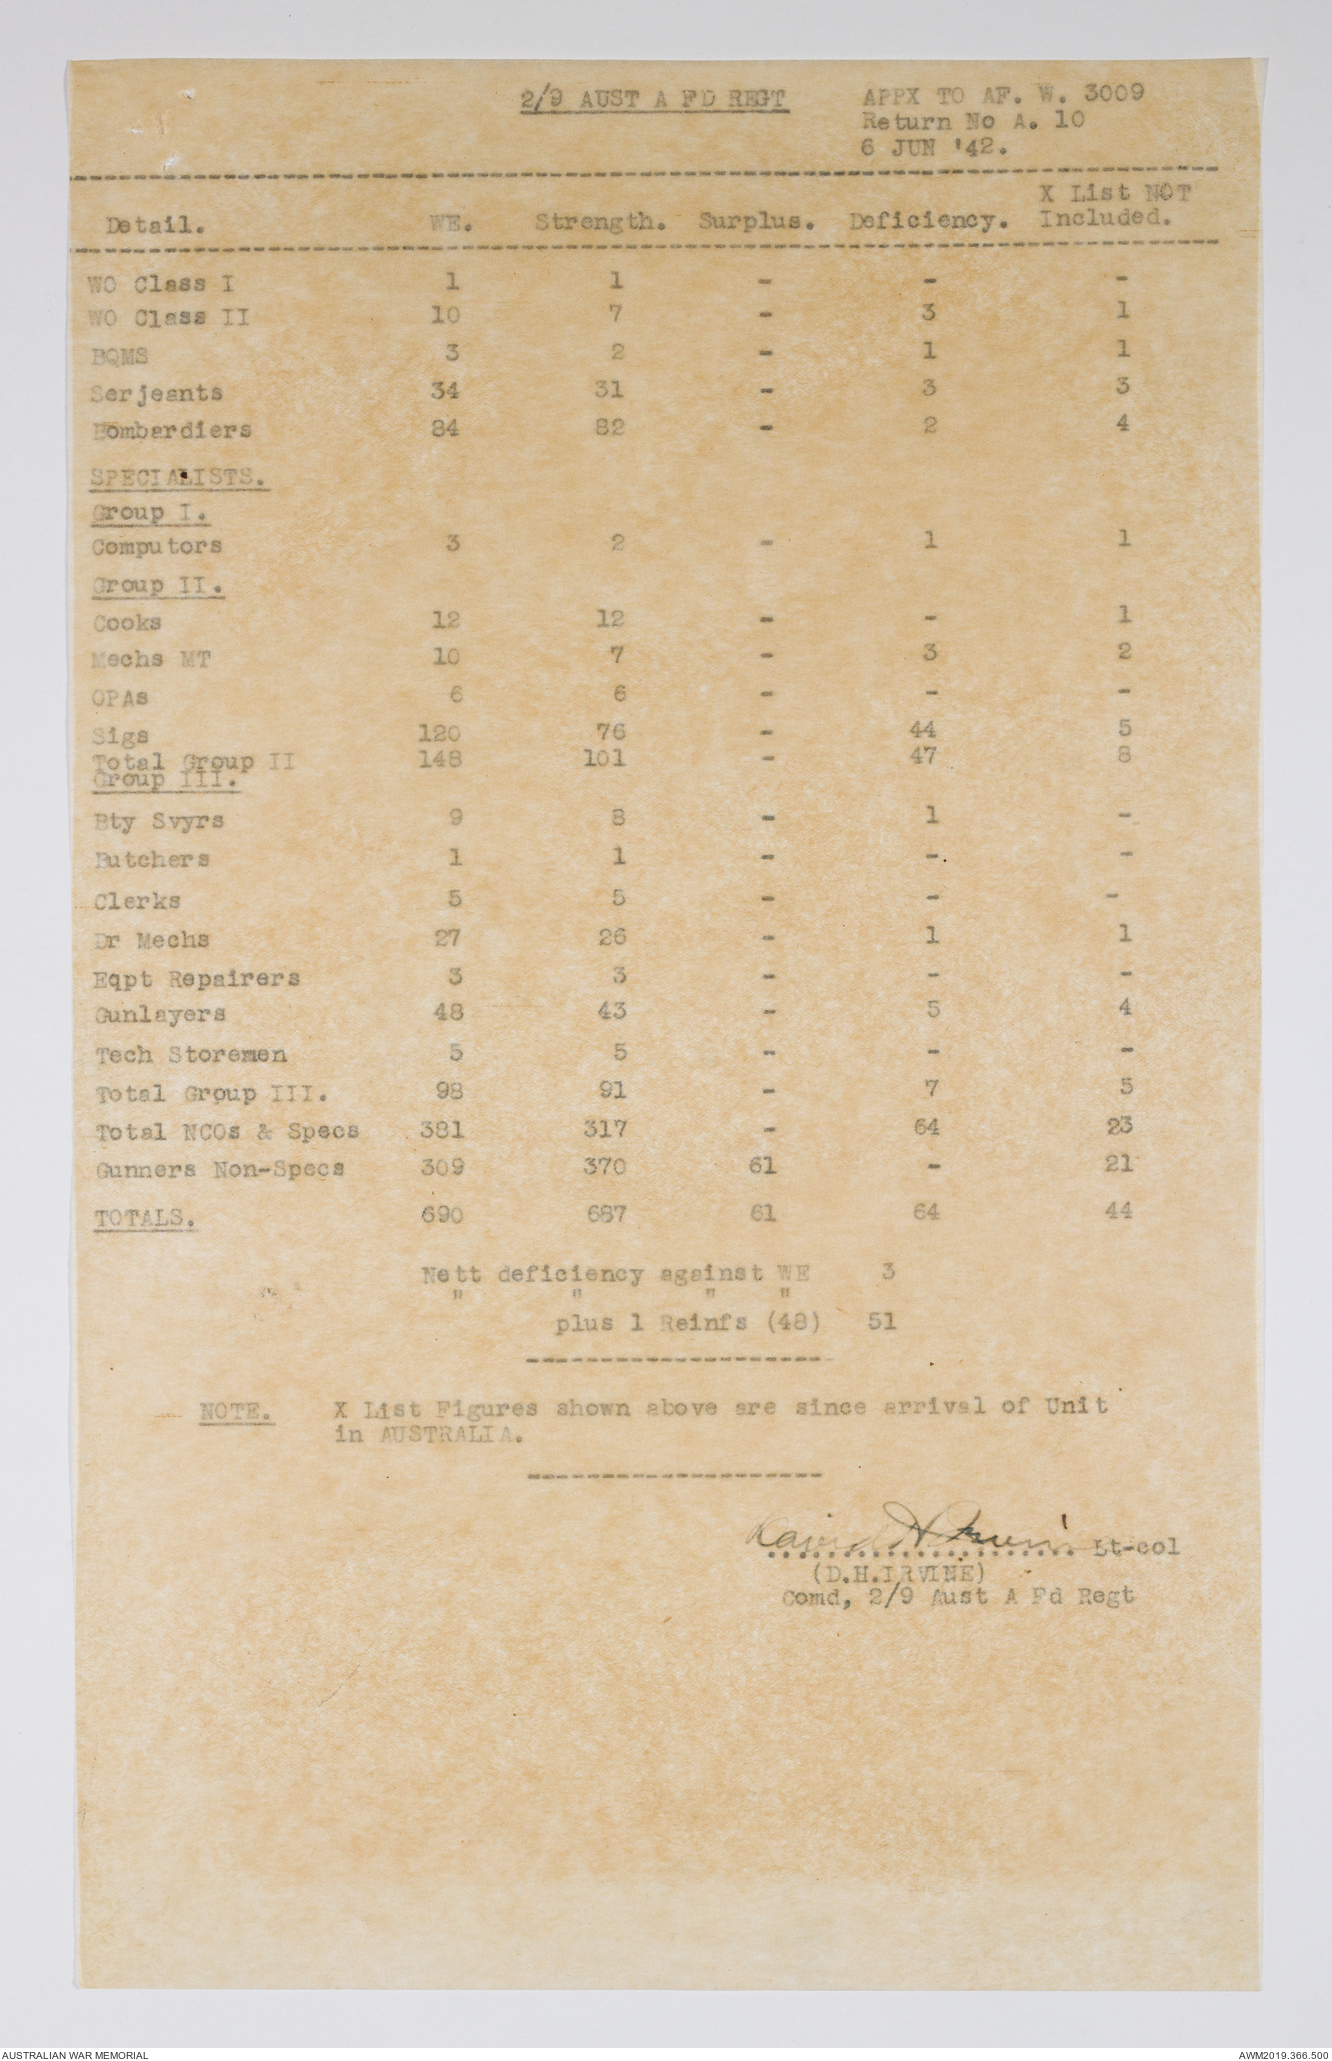 2/9 AUST A FD REGT
APPX TO AF. W. 3009
Return No A. 10
6 JUN '42.
Detail. WE. Strength. Surplus. Deficiency. X List NOT Included.
WO Class I 1 1 - - -
WO Class II 10 7 - 3 1
BQMS 3 2 - 1 1
Serjeants 34 31 - 3 3
Bombardiers 84 82 - 2 4
SPECIALISTS.
Group I.
Computors 3 2 - 1 1
Group II.
Cooks 12 12 - - 1
Mechs MT 10 7 - 3 2
OPAs 6 6 - - -
Sigs 120 76 - 44 5
Total Group II 148 101 - 47 8
Group III.
Bty Svyrs 9 8 - 1 -
Butchers 1 1 - - -
Clerks 5 5 - - -
Dr Mechs 27 26 - 1 1
Eqpt Repairers 3 3 - - -
Gunlayers 48 43 - 5 4
Tech Storemen 5 5 - - -
Total Group III. 98 91 - 7 5
Total NCOs & Specs 381 317 - 64 23
Gunners Non-Specs 309 370 61 - 21
TOTALS. 690 687 61 64 44
Nett deficiency against WE 3
" " " "
plus 1 Reinfs (48) 51
NOTE. X List Figures shown above are since arrival of Unit
in AUSTRALIA.
David H Irvine
.................... Lt-col
(D.H.IRVINE)
Comd, 2/9 Aust A Fd Regt
AUSTRALIAN WAR MEMORIAL
AWM2019.366.500